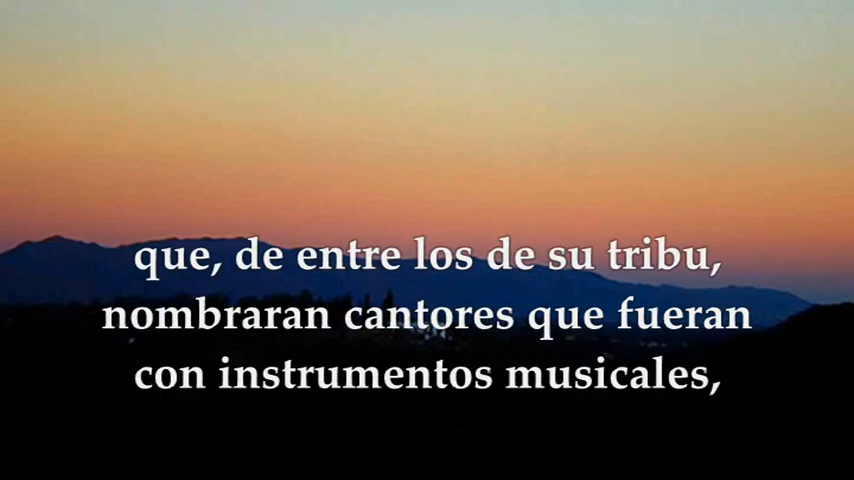 que, de entre los de su tribu,
nombraran cantores que fueran
con instrumentos musicales,